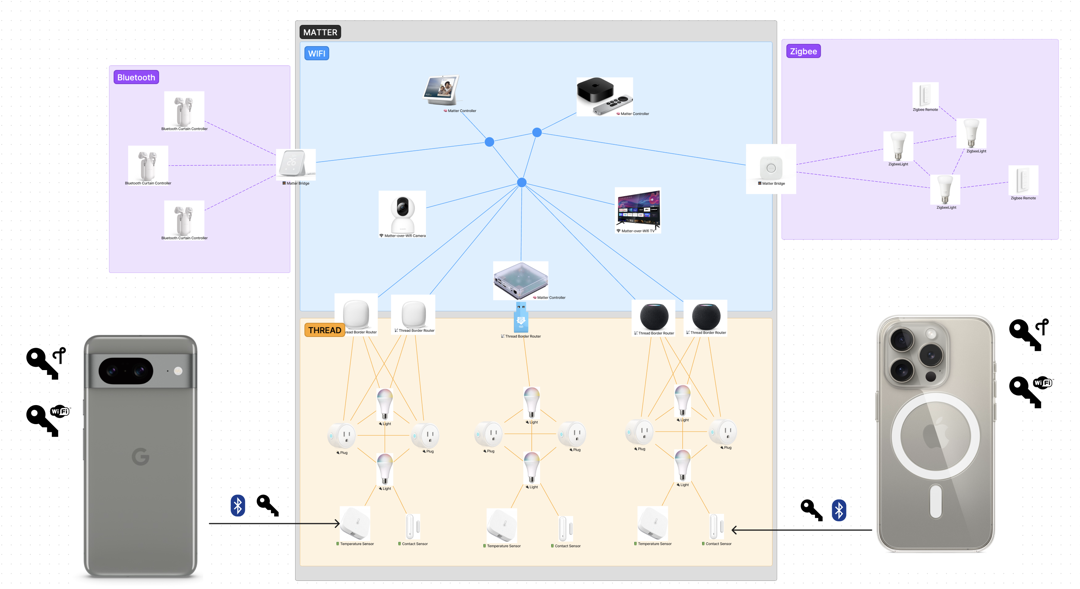 MATTER
WIFI
Bluetooth
Zigbee
Matter Controller
Matter Controller
Bluetooth Curtain Controller
Bluetooth Curtain Controller
Bluetooth Curtain Controller
Matter Bridge
Matter Bridge
Zigbee Remote
ZigbeeLight
ZigbeeLight
ZigbeeLight
Zigbee Remote
Matter-over-Wifi Camera
Matter-over-Wifi TV
Matter Controller
THREAD
ead Border Router
Thread Border Router
Thread Border Router
Thread Border Router
Thread Border Router
Light
Light
Light
Plug
Plug
Plug
Plug
Plug
Plug
Light
Light
Light
Temperature Sensor
Contact Sensor
Temperature Sensor
Contact Sensor
Temperature Sensor
Contact Sensor
WiFi
WiFi
G